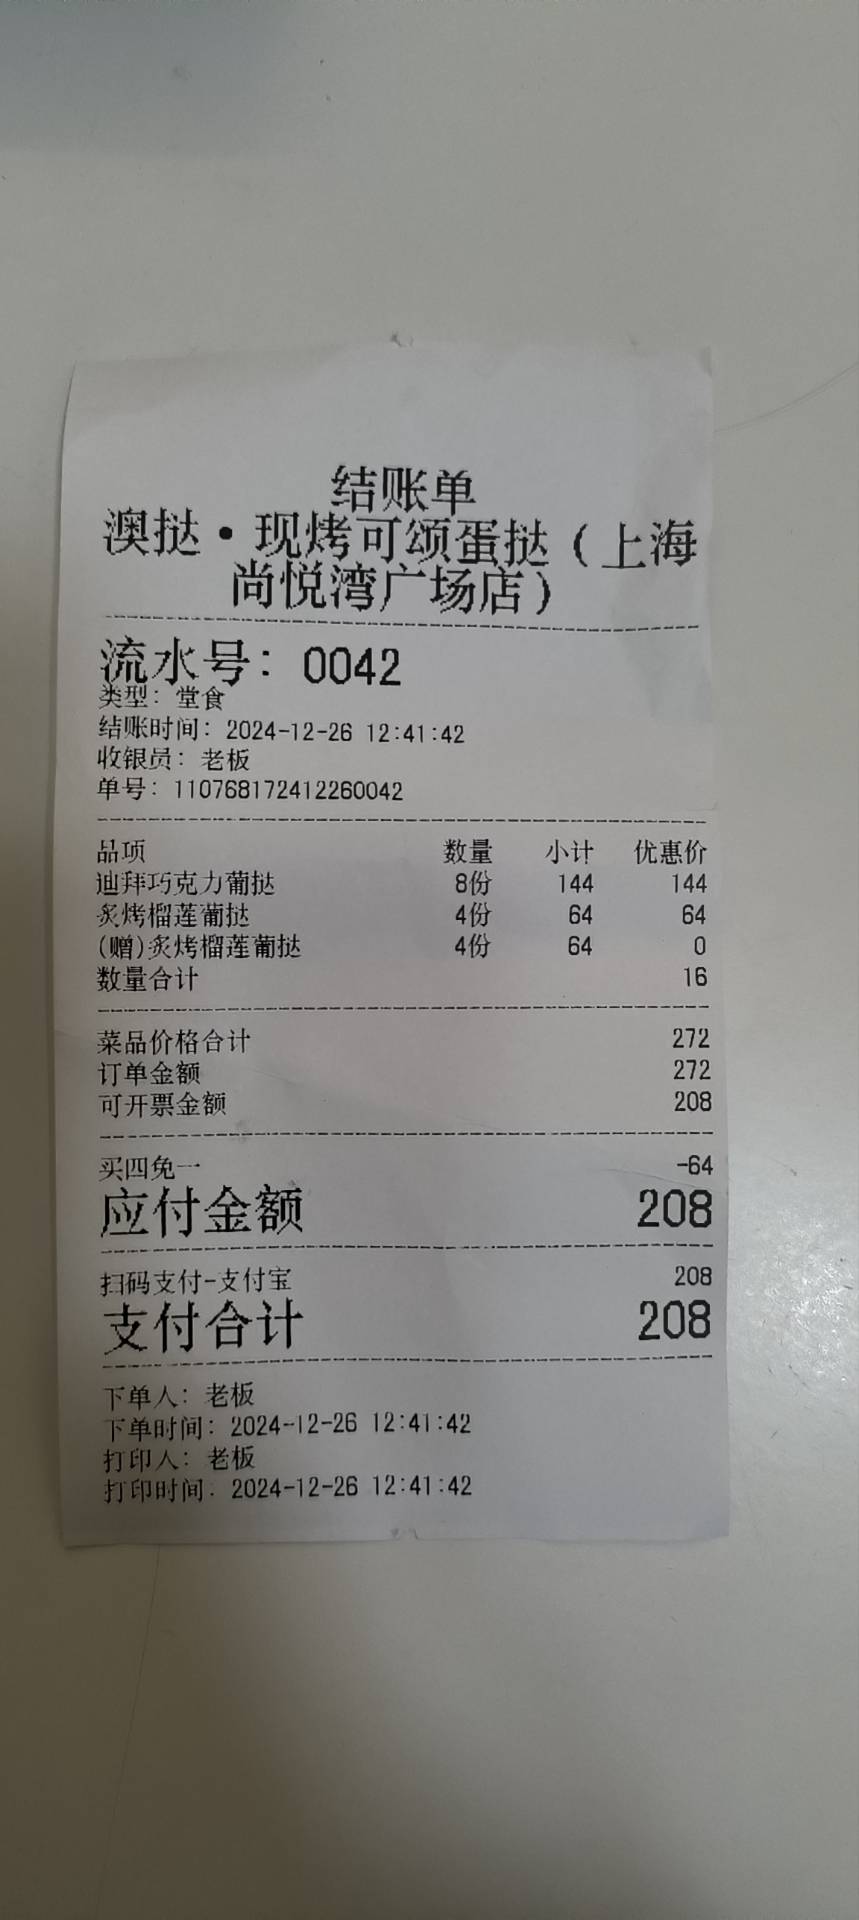 结账单
澳挞·现烤可颂蛋挞(上海
尚悦湾广场店)
流水号: 0042
类型: 堂食
结账时间: 2024-12-26 12:41:42
收银员: 老板
单号: 110768172412260042
品项 数量 小计 优惠价
迪拜巧克力葡挞 8份 144 144
炙烤榴莲葡挞 4份 64 64
(赠)炙烤榴莲葡挞 4份 64 0
数量合计 16
菜品价格合计 272
订单金额 272
可开票金额 208
买四免一 -64
应付金额 208
扫码支付-支付宝 208
支付合计 208
下单人: 老板
下单时间: 2024-12-26 12:41:42
打印人: 老板
打印时间: 2024-12-26 12:41:42